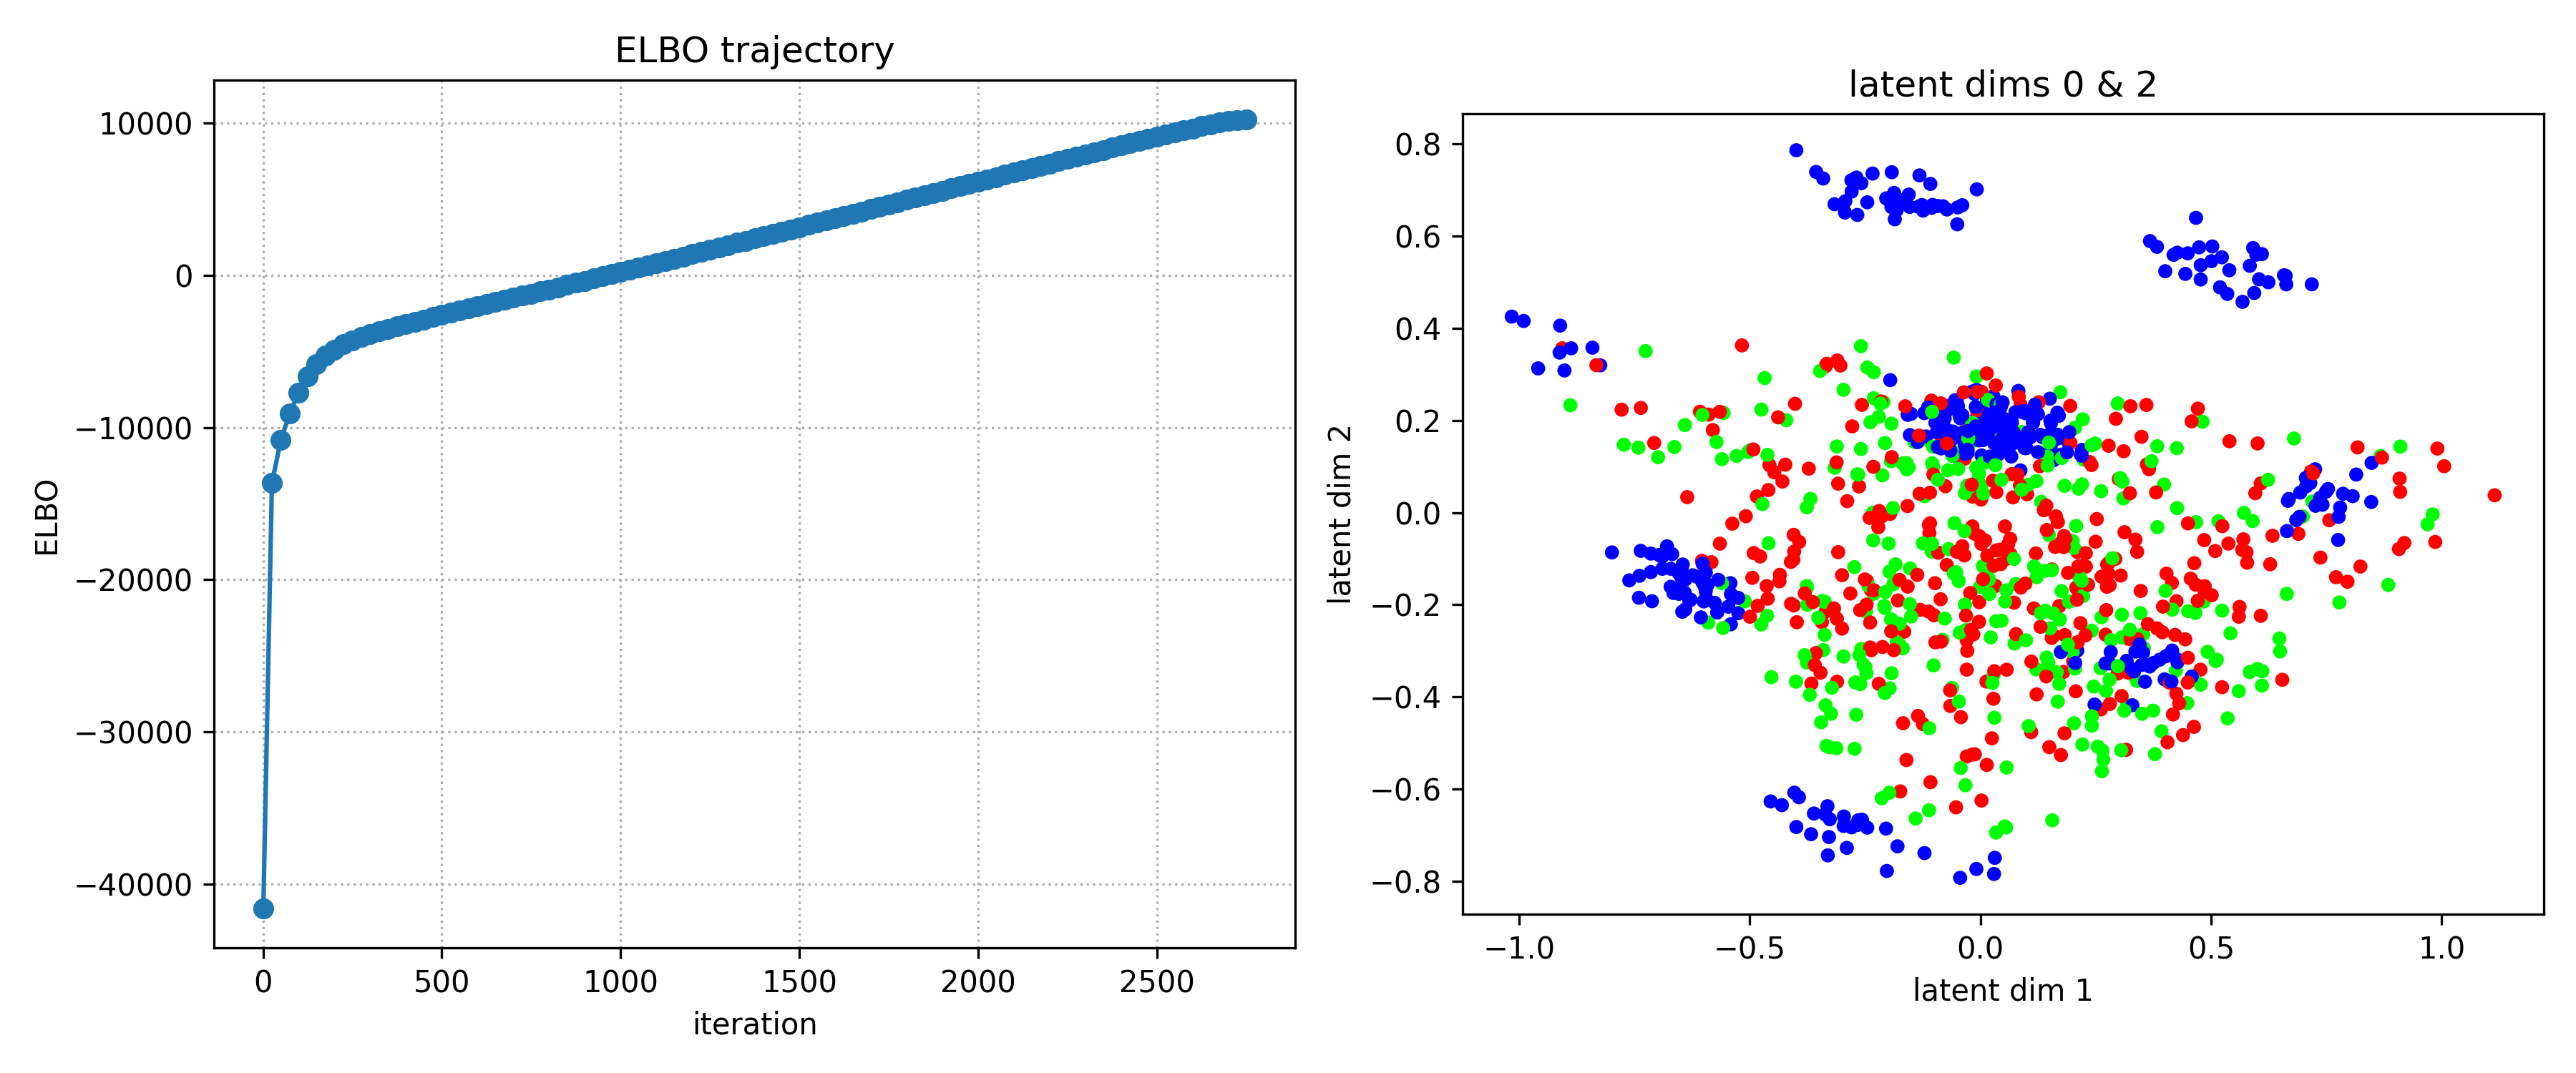 ELBO trajectory
10000
0
−10000
−20000
−30000
−40000
ELBO
0 500 1000 1500 2000 2500
iteration
latent dims 0 & 2
0.8
0.6
0.4
0.2
0.0
−0.2
−0.4
−0.6
−0.8
latent dim 2
−1.0 −0.5 0.0 0.5 1.0
latent dim 1